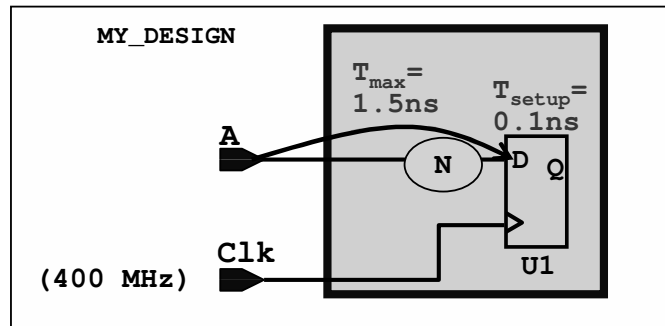 MY_DESIGN
Tmax=
1.5ns
Tsetup=
0.1ns
A
N
D
Q
Clk
U1
(400 MHz)